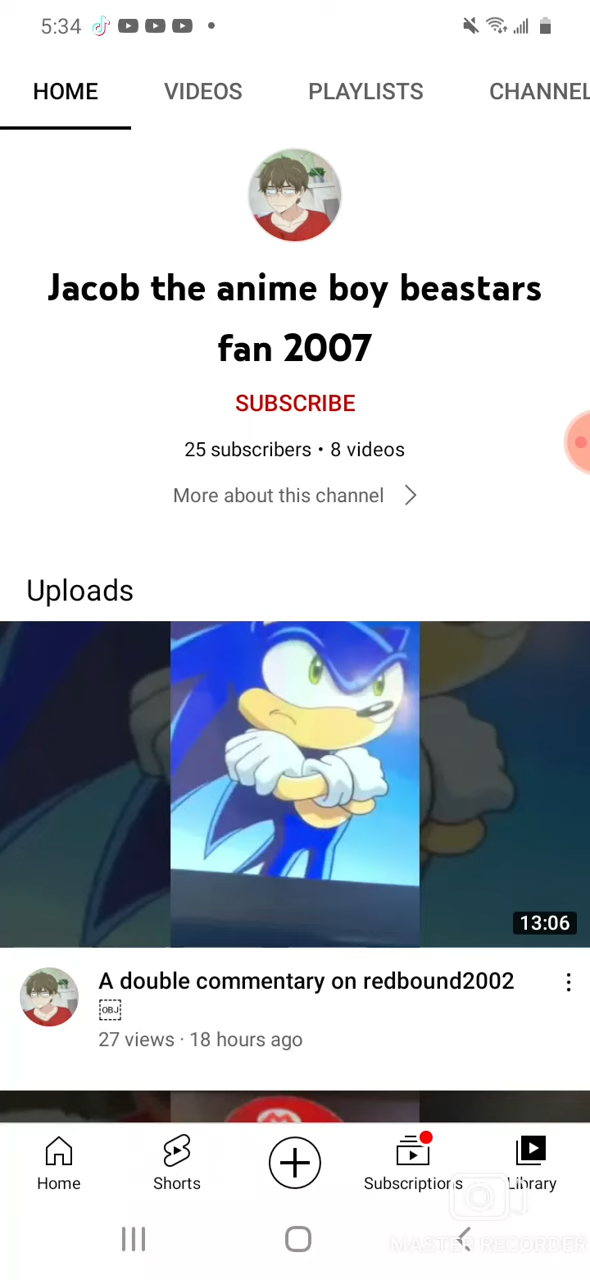 5:34
HOME VIDEOS PLAYLISTS CHANNEL
Jacob the anime boy beastars
fan 2007
SUBSCRIBE
25 subscribers • 8 videos
More about this channel
Uploads
13:06
A double commentary on redbound2002
OBJ
27 views · 18 hours ago
Home Shorts Subscriptions Library
MASTER RECORDER